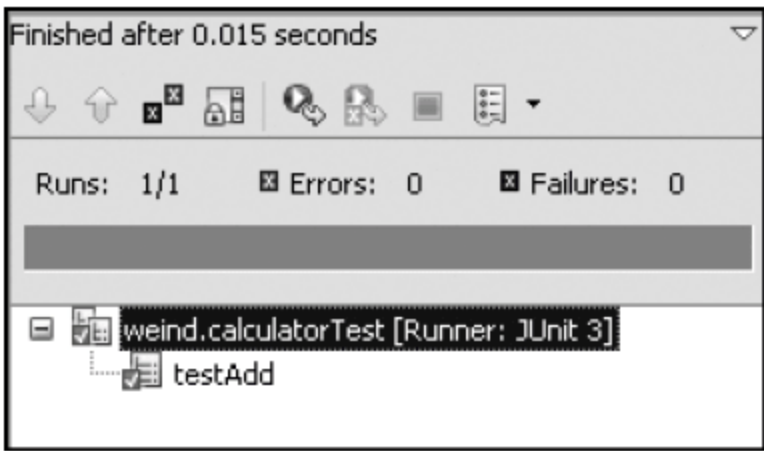 Finished after 0.015 seconds
Runs: 1/1 Errors: 0 Failures: 0
weind.calculatorTest [Runner: JUnit 3]
testAdd